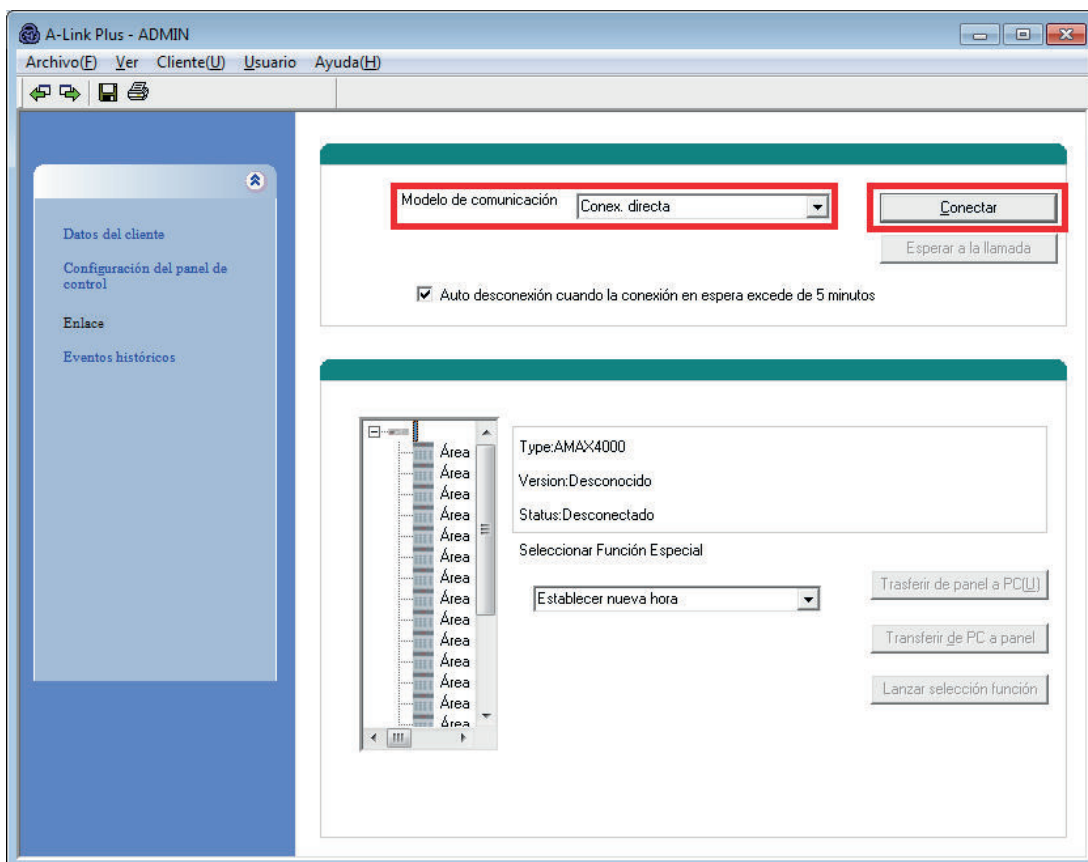 A-Link Plus - ADMIN
Archivo(F) Ver Cliente(U) Usuario Ayuda(H)
Modelo de comunicación
Conex. directa
Conectar
Esperar a la llamada
Auto desconexión cuando la conexión en espera excede de 5 minutos
Datos del cliente
Configuración del panel de
control
Enlace
Eventos históricos
Área
Área
Área
Área
Área
Área
Área
Área
Área
Área
Área
Área
Área
Área
Type:AMAX4000
Version:Desconocido
Status:Desconectado
Seleccionar Función Especial
Establecer nueva hora
Trasferir de panel a PC(U)
Transferir de PC a panel
Lanzar selección función